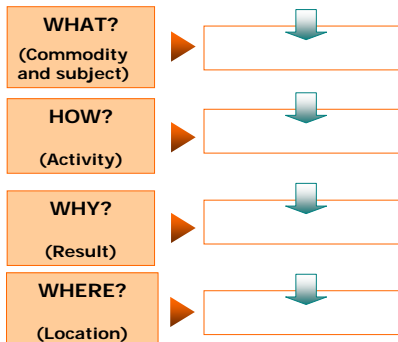 WHAT?
(Commodity
and subject)
HOW?
(Activity)
WHY?
(Result)
WHERE?
(Location)